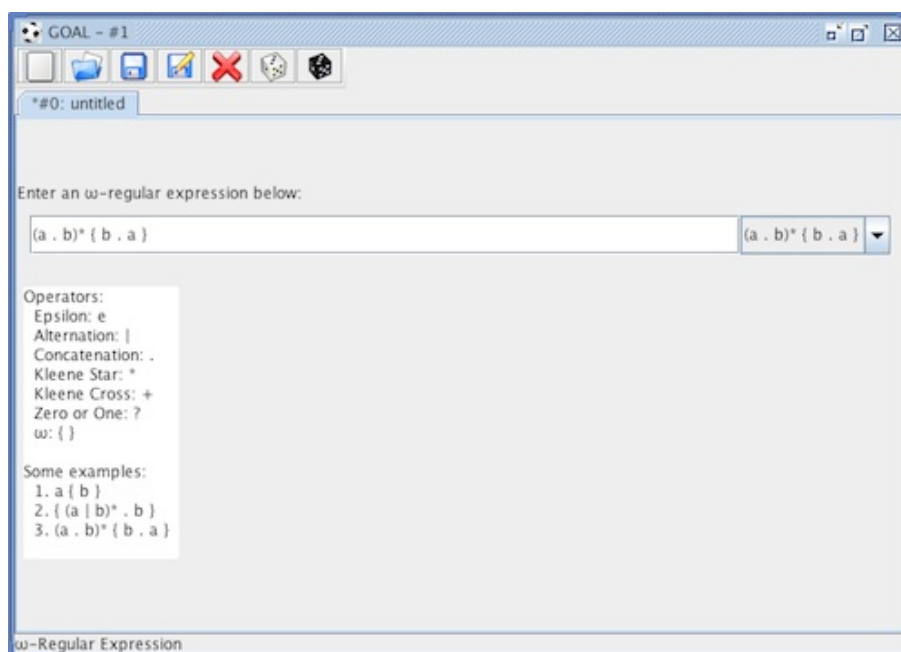 GOAL - #1
*#0: untitled
Enter an ω-regular expression below:
(a . b)* { b . a }
(a . b)* { b . a }
Operators:
Epsilon: e
Alternation: |
Concatenation: .
Kleene Star: *
Kleene Cross: +
Zero or One: ?
ω: { }
Some examples:
1. a { b }
2. { (a | b)* . b }
3. (a . b)* { b . a }
ω-Regular Expression